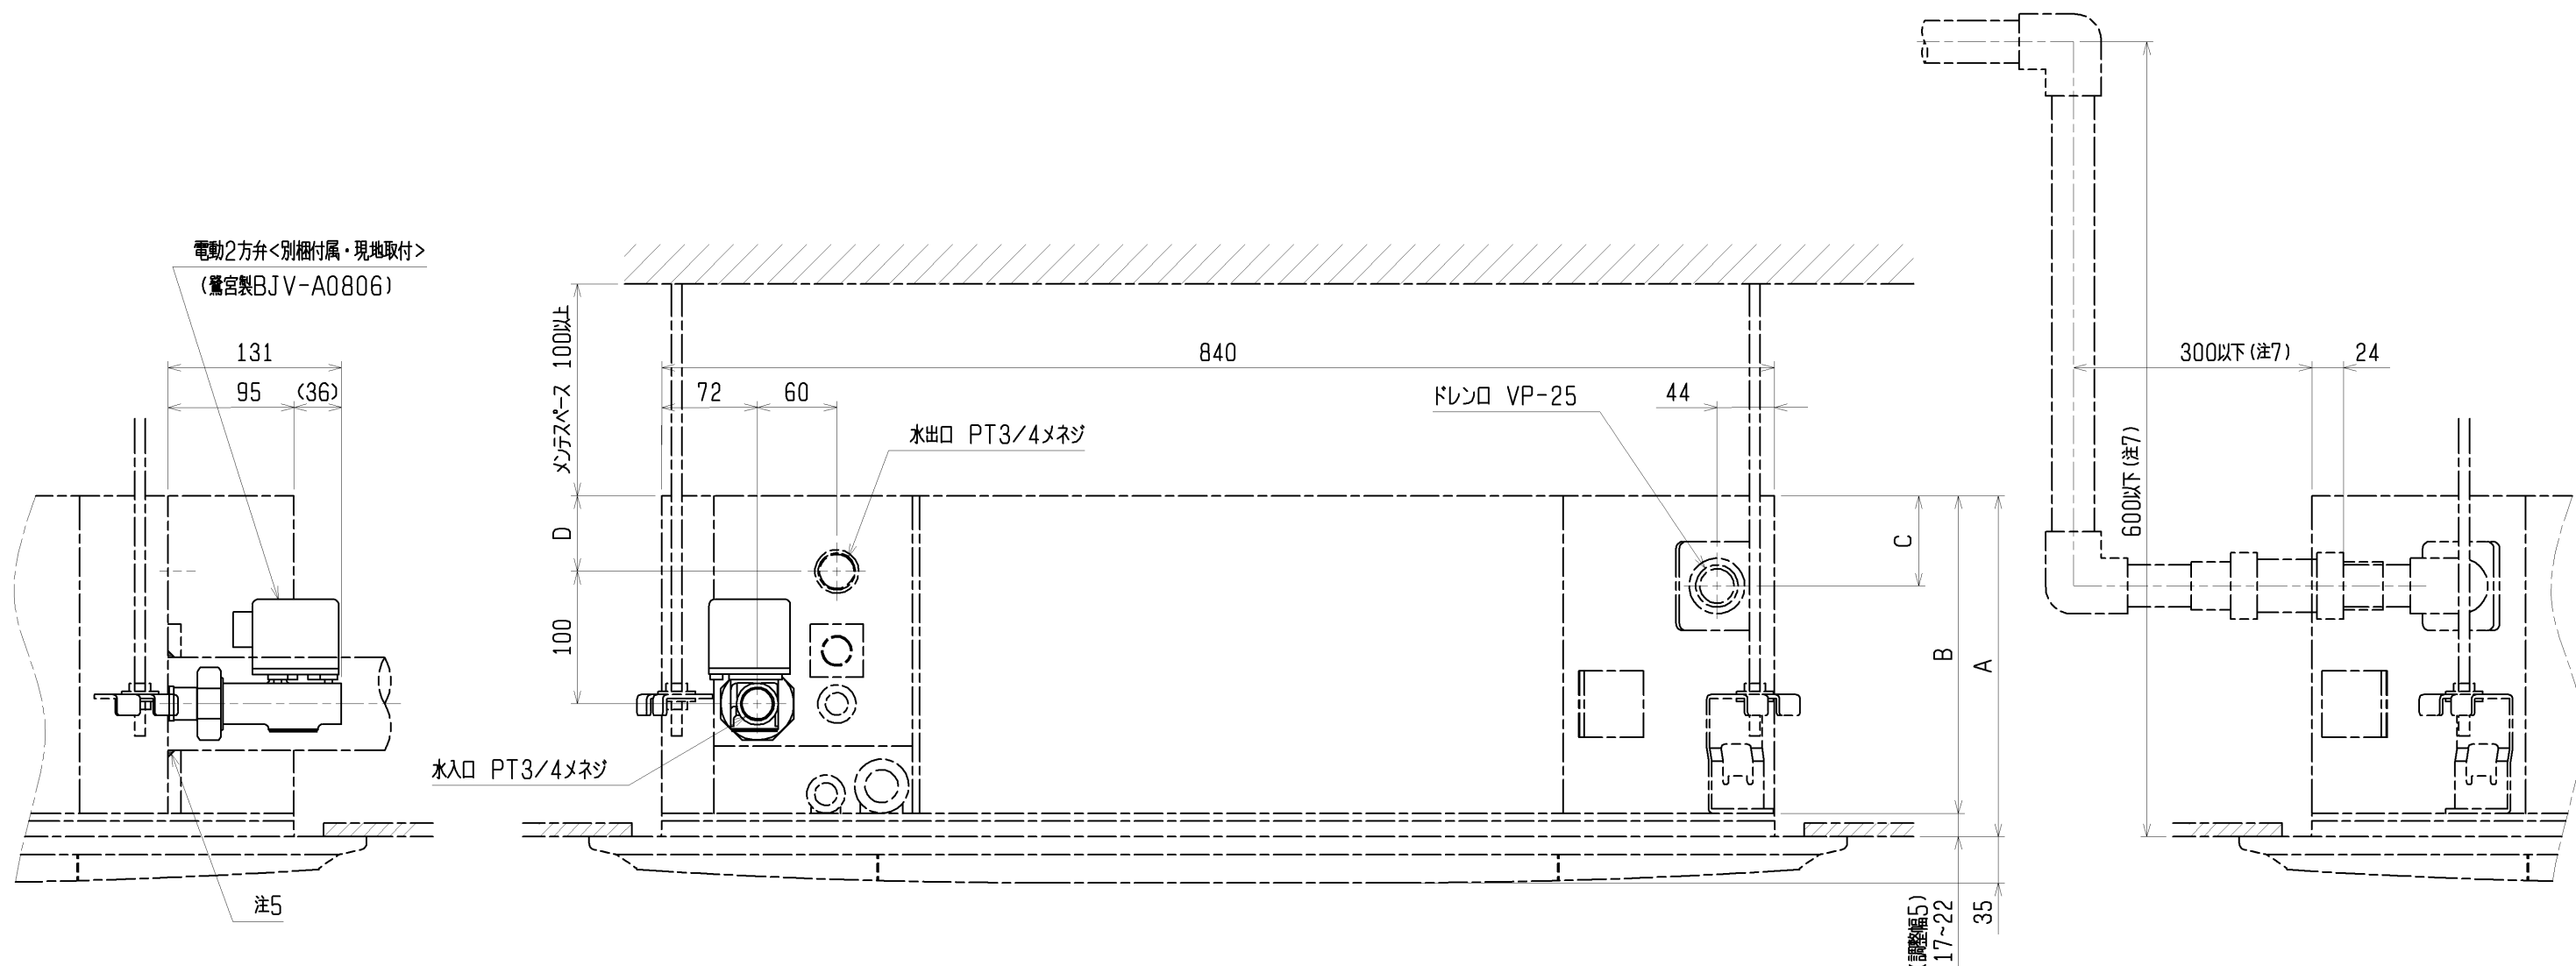 電動2方弁<別梱付属・現地取付>
(鷺宮製BJV-A0806)
131
95
(36)
注5
メンテスペース 100以上
D
100
840
72
60
水出口 PT3/4メネジ
水入口 PT3/4メネジ
ドレン口 VP-25
44
C
B
A
17~22
35
300以下(注7)
24
600以下(注7)